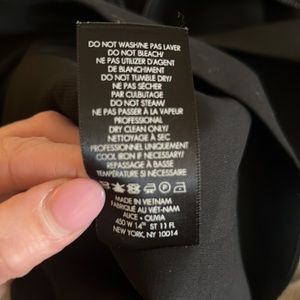 DO NOT WASH/NE PAS LAVER
DO NOT BLEACH/
NE PAS UTILIZER D'AGENT
DE BLANCHIMENT
DO NOT TUMBLE DRY/
NE PAS SÉCHER
PAR CULBUTAGE
DO NOT STEAM/
NE PAS PASSER À LA VAPEUR
PROFESSIONAL
DRY CLEAN ONLY/
NETTOYAGE À SEC
PROFESSIONNEL UNIQUEMENT
COOL IRON IF NECESSARY/
REPASSAGE À BASSE
TEMPÉRATURE SI NÉCESSAIRE
MADE IN VIETNAM
FABRIQUÉ AU VIÊT-NAM
ALICE + OLIVIA
450 W 14TH ST 11 FL
NEW YORK, NY 10014